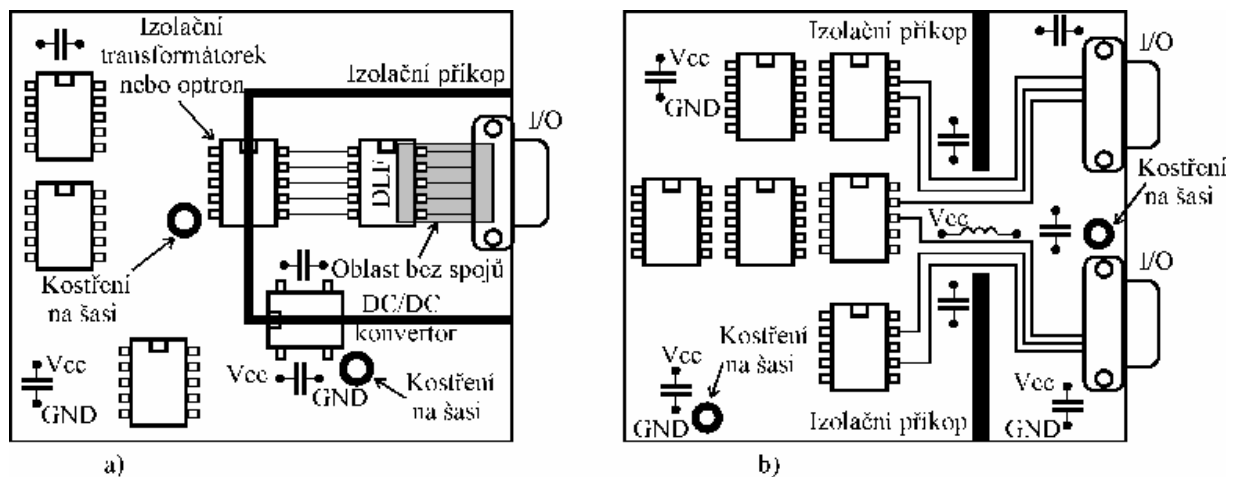 Izolační
transformátorek
nebo optron
Izolační příkop
I/O
DLF
Kostření
na šasi
Oblast bez spojů
DC/DC
konvertor
Vcc
GND
Vcc
GND
Kostření
na šasi
a)
Izolační příkop
I/O
Vcc
GND
Kostření
na šasi
Vcc
I/O
Kostření
na šasi
Vcc
GND
Vcc
GND
Izolační příkop
b)